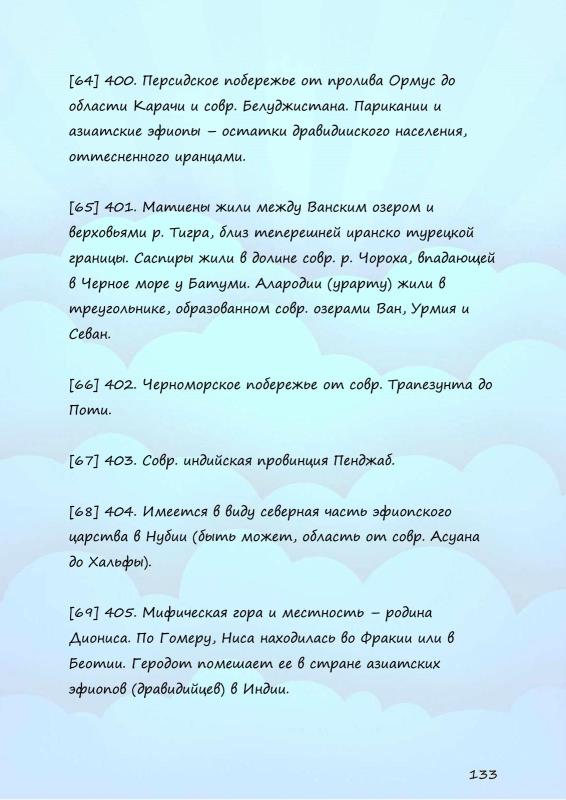 [64] 400. Персидское побережье от пролива Ормус до
области Карачи и совр. Белуджистана. Парикании и
азиатские эфиопы – остатки дравидииского населения,
оттесненного иранцами.
[65] 401. Матиены жили между Ванским озером и
верховьями р. Тигра, близ теперешней иранско турецкой
границы. Саспиры жили в долине совр. р. Чороха, впадающей
в Черное море у Батуми. Алародии (урарту) жили в
треугольнике, образованном совр. озерами Ван, Урмия и
Севан.
[66] 402. Черноморское побережье от совр. Трапезунта до
Поти.
[67] 403. Совр. индийская провинция Пенджаб.
[68] 404. Имеется в виду северная часть эфиопского
царства в Нубии (быть может, область от совр. Асуана
до Хальфы).
[69] 405. Мифическая гора и местность – родина
Диониса. По Гомеру, Ниса находилась во Фракии или в
Беотии. Геродот помешает ее в стране азиатских
эфиопов (дравидийцев) в Индии.
133